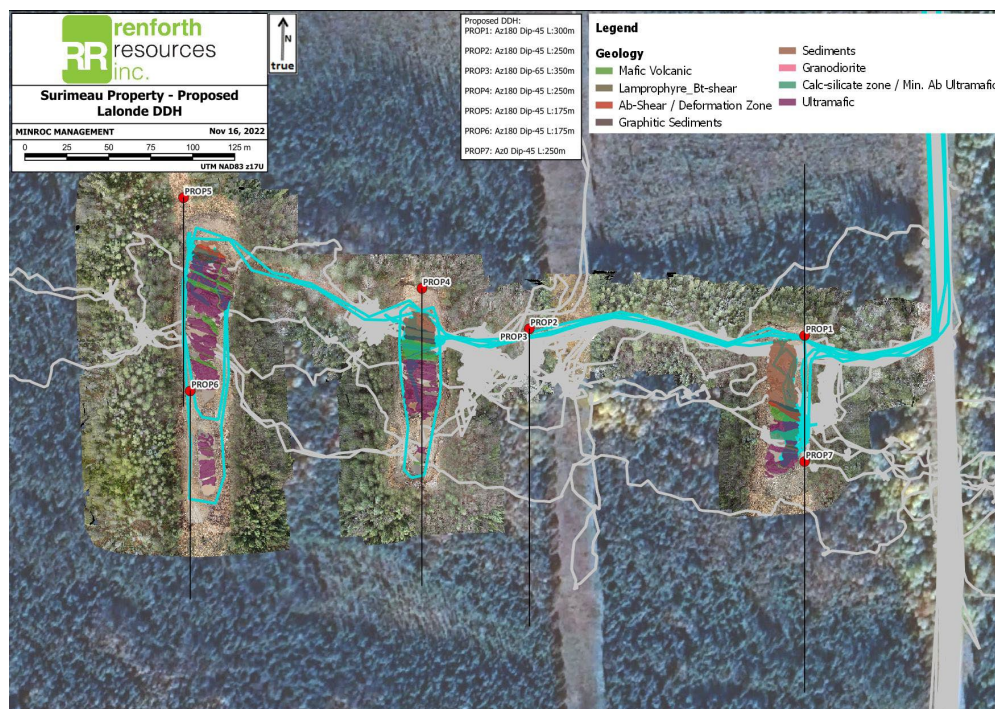 RR
renforth
resources
inc.
Surimeau Property - Proposed
Lalonde DDH
MINROC MANAGEMENT Nov 16, 2022
0 25 50 75 100 125 m
UTM NAD83 z17U
N
true
Proposed DDH:
PROP1: Az180 Dip-45 L:300m
PROP2: Az180 Dip-45 L:250m
PROP3: Az180 Dip-65 L:350m
PROP4: Az180 Dip-45 L:250m
PROP5: Az180 Dip-45 L:175m
PROP6: Az180 Dip-45 L:175m
PROP7: Az0 Dip-45 L:250m
Legend
Geology
Mafic Volcanic
Lamprophyre_Bt-shear
Ab-Shear / Deformation Zone
Graphitic Sediments
Sediments
Granodiorite
Calc-silicate zone / Min. Ab Ultramafic
Ultramafic
PROP5
PROP4
PROP2
PROP3
PROP1
PROP6
PROP7